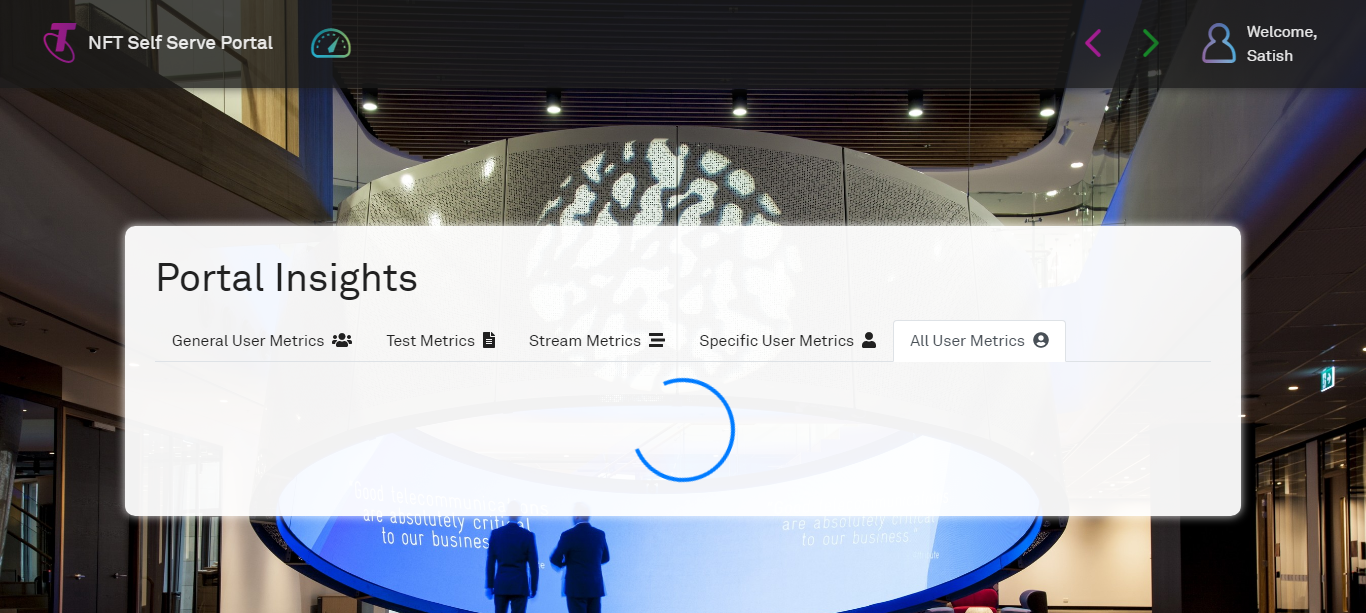 NFT Self Serve Portal
Welcome,
Satish
Portal Insights
General User Metrics
Test Metrics
Stream Metrics
Specific User Metrics
All User Metrics
"Good telecommunications
are absolutely critical
to our business
are absolutely critical
to our business"